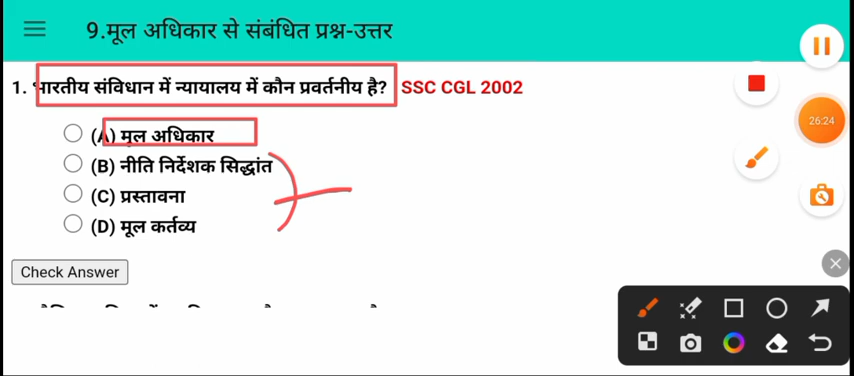 9.मूल अधिकार से संबंधित प्रश्न-उत्तर
1. भारतीय संविधान में न्यायालय में कौन प्रवर्तनीय है? SSC CGL 2002
(A) मूल अधिकार
(B) नीति निर्देशक सिद्धांत
(C) प्रस्तावना
(D) मूल कर्तव्य
26:24
Check Answer